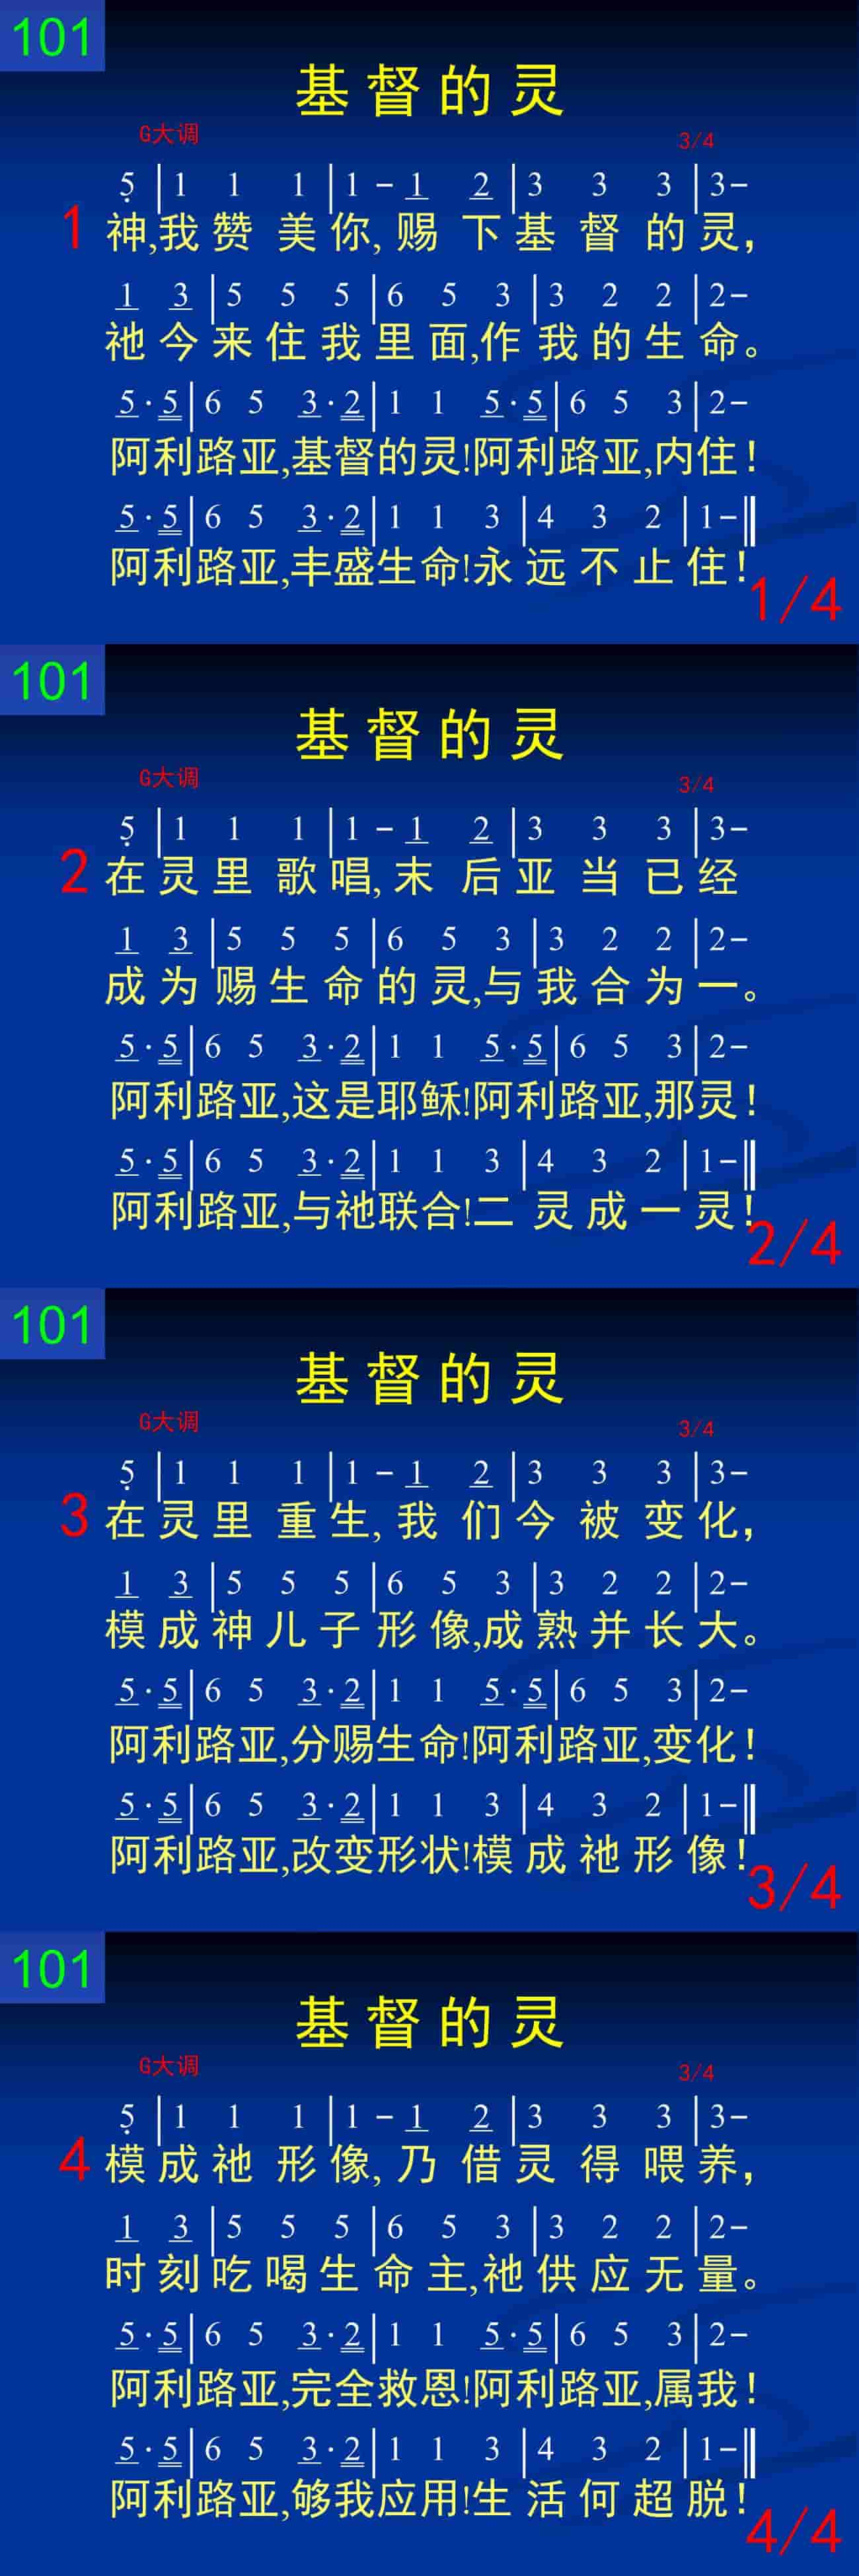 101
基督的灵
G大调 3/4
5̣ | 1 1 1 | 1 - 1 2 | 3 3 3 | 3-
1 神,我赞美你,赐下基督的灵,
1 3 | 5 5 5 | 6 5 3 | 3 2 2 | 2-
祂今来住我里面,作我的生命。
5·5 | 6 5 3·2 | 1 1 5·5 | 6 5 3 | 2-
阿利路亚,基督的灵!阿利路亚,内住!
5·5 | 6 5 3·2 | 1 1 3 | 4 3 2 | 1-‖
阿利路亚,丰盛生命!永远不止住!
1/4
101
基督的灵
G大调 3/4
5̣ | 1 1 1 | 1 - 1 2 | 3 3 3 | 3-
2 在灵里歌唱,末后亚当已经
1 3 | 5 5 5 | 6 5 3 | 3 2 2 | 2-
成为赐生命的灵,与我合为一。
5·5 | 6 5 3·2 | 1 1 5·5 | 6 5 3 | 2-
阿利路亚,这是耶稣!阿利路亚,那灵!
5·5 | 6 5 3·2 | 1 1 3 | 4 3 2 | 1-‖
阿利路亚,与祂联合!二灵成一灵!
2/4
101
基督的灵
G大调 3/4
5̣ | 1 1 1 | 1 - 1 2 | 3 3 3 | 3-
3 在灵里重生,我们今被变化,
1 3 | 5 5 5 | 6 5 3 | 3 2 2 | 2-
模成神儿子形像,成熟并长大。
5·5 | 6 5 3·2 | 1 1 5·5 | 6 5 3 | 2-
阿利路亚,分赐生命!阿利路亚,变化!
5·5 | 6 5 3·2 | 1 1 3 | 4 3 2 | 1-‖
阿利路亚,改变形状!模成祂形像!
3/4
101
基督的灵
G大调 3/4
5̣ | 1 1 1 | 1 - 1 2 | 3 3 3 | 3-
4 模成祂形像,乃借灵得喂养,
1 3 | 5 5 5 | 6 5 3 | 3 2 2 | 2-
时刻吃喝生命主,祂供应无量。
5·5 | 6 5 3·2 | 1 1 5·5 | 6 5 3 | 2-
阿利路亚,完全救恩!阿利路亚,属我!
5·5 | 6 5 3·2 | 1 1 3 | 4 3 2 | 1-‖
阿利路亚,够我应用!生活何超脱!
4/4